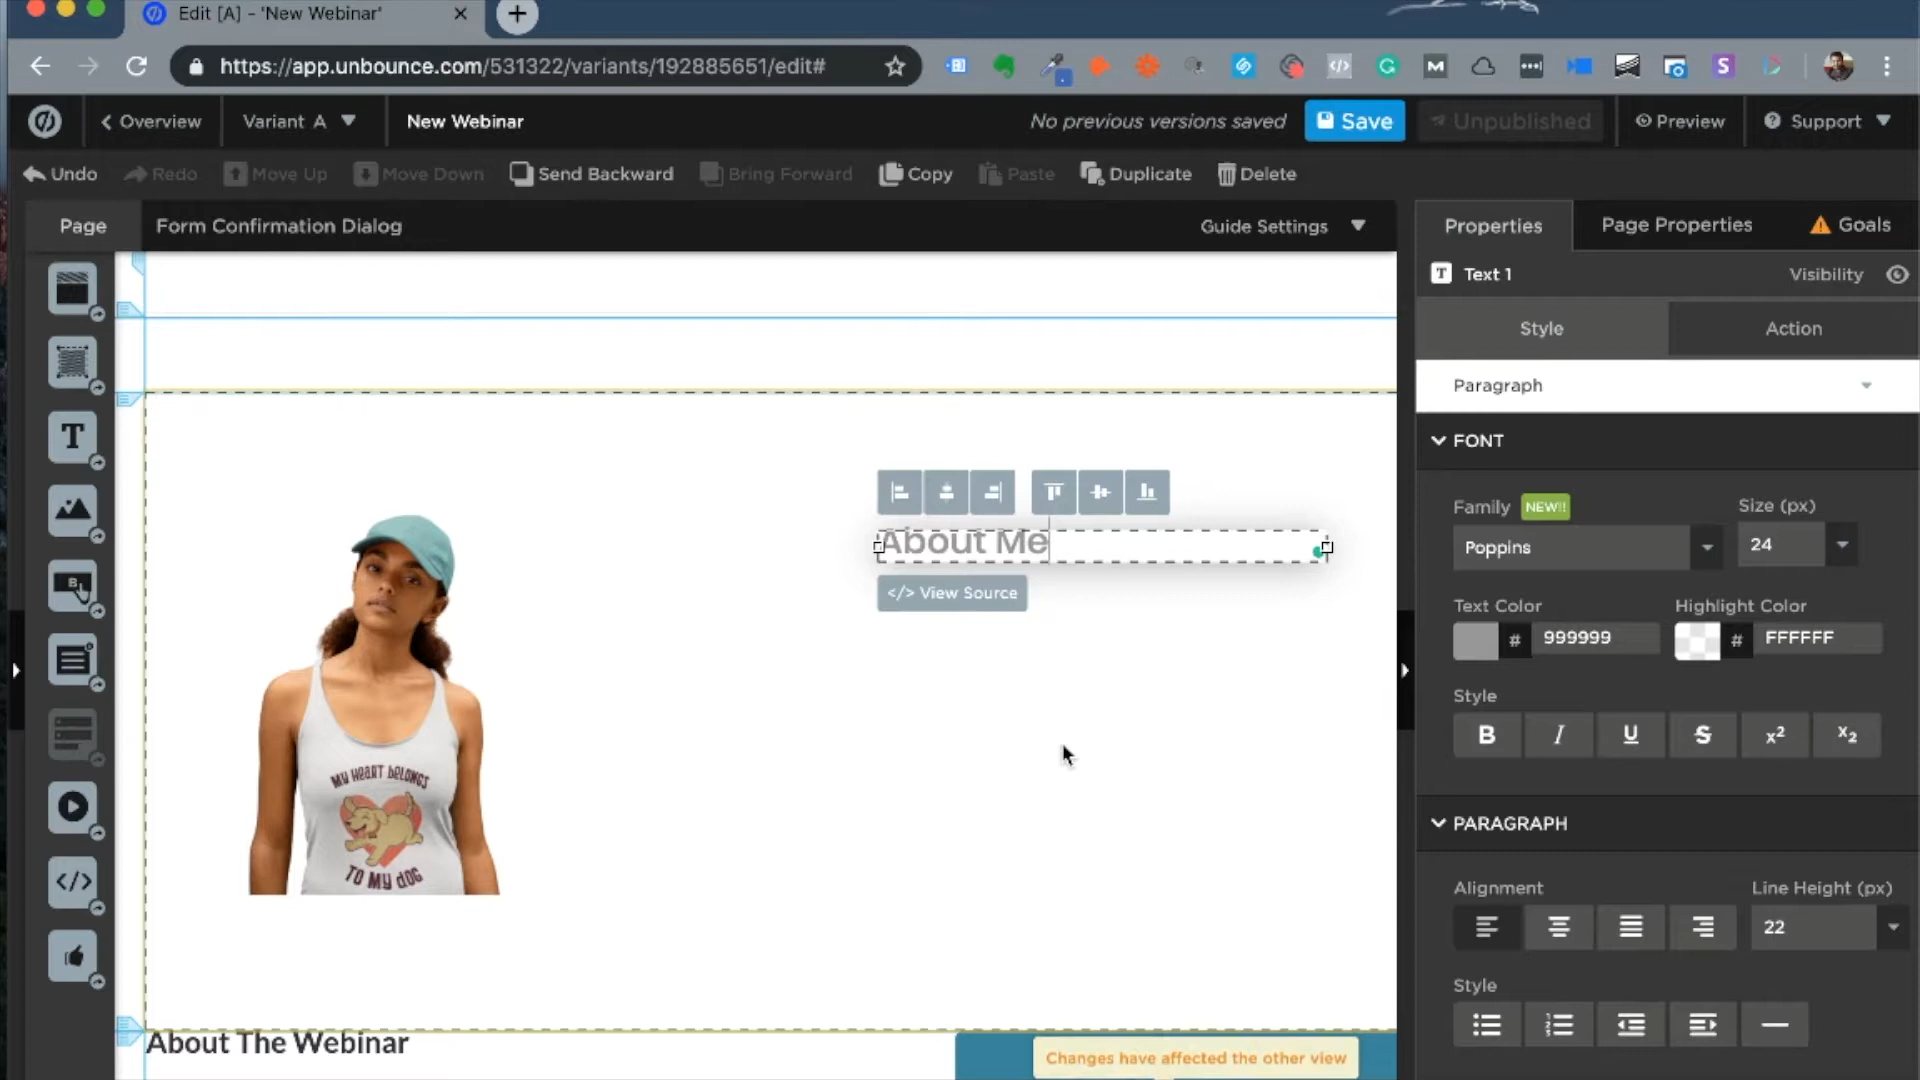 Edit [A] - 'New Webinar'
https://app.unbounce.com/531322/variants/192885651/edit#
Overview
Variant A
New Webinar
No previous versions saved
Save
Unpublished
Preview
Support
Undo
Redo
Move Up
Move Down
Send Backward
Bring Forward
Copy
Paste
Duplicate
Delete
Page
Form Confirmation Dialog
Guide Settings
Properties
Page Properties
Goals
T Text 1
Visibility
Style
Action
Paragraph
FONT
Family NEW!!
Size (px)
Poppins
24
Text Color
Highlight Color
# 999999
# FFFFFF
Style
B I U S x² x₂
PARAGRAPH
Alignment
Line Height (px)
22
Style
T
B
</>
About Me
</> View Source
MY HEART BELONGS
TO MY DOG
About The Webinar
Changes have affected the other view